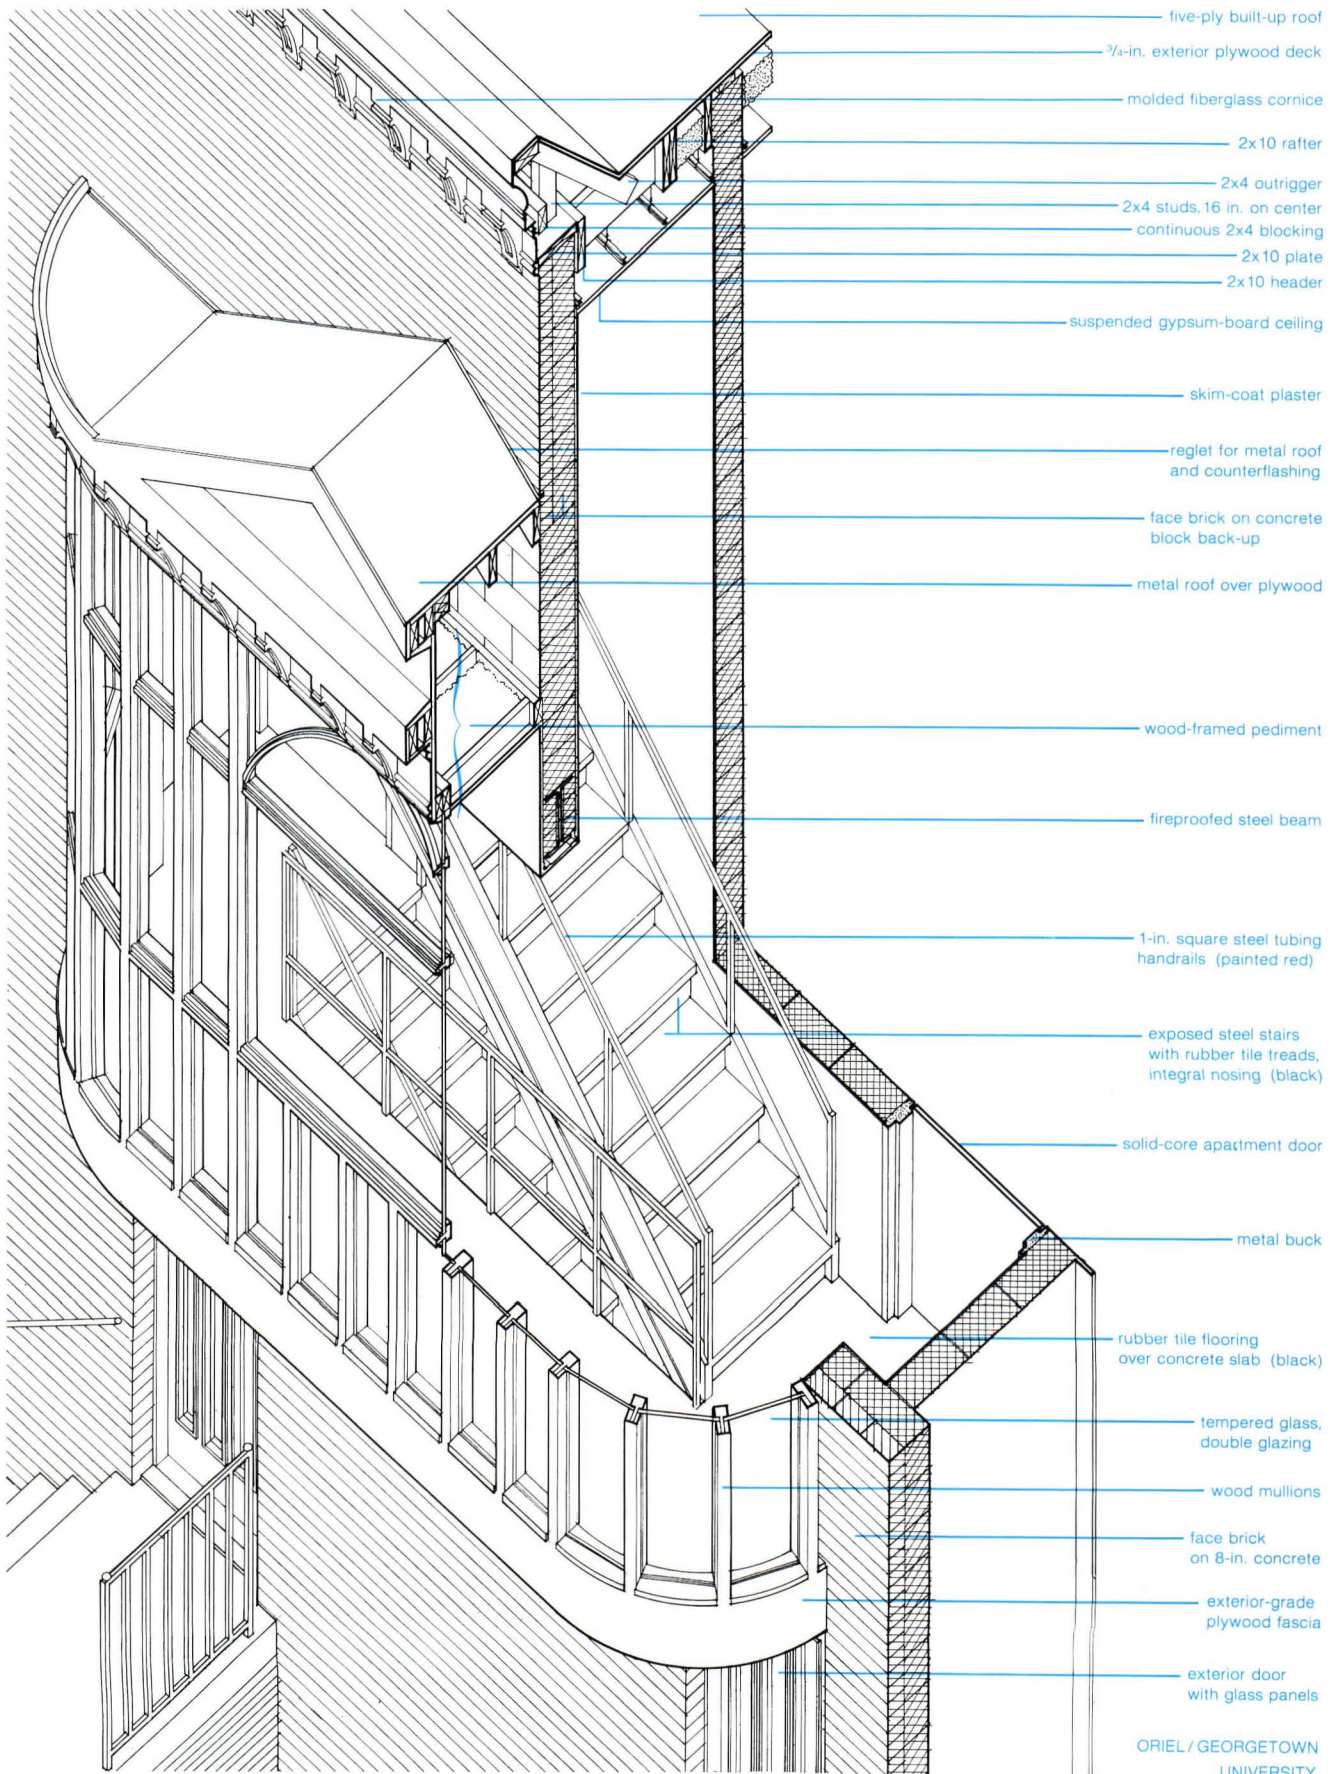 five-ply built-up roof
3/4-in. exterior plywood deck
molded fiberglass cornice
2x10 rafter
2x4 outrigger
2x4 studs, 16 in. on center
continuous 2x4 blocking
2x10 plate
2x10 header
suspended gypsum-board ceiling
skim-coat plaster
reglet for metal roof
and counterflashing
face brick on concrete
block back-up
metal roof over plywood
wood-framed pediment
fireproofed steel beam
1-in. square steel tubing
handrails (painted red)
exposed steel stairs
with rubber tile treads,
integral nosing (black)
solid-core apartment door
metal buck
rubber tile flooring
over concrete slab (black)
tempered glass,
double glazing
wood mullions
face brick
on 8-in. concrete
exterior-grade
plywood fascia
exterior door
with glass panels
ORIEL/GEORGETOWN
UNIVERSITY